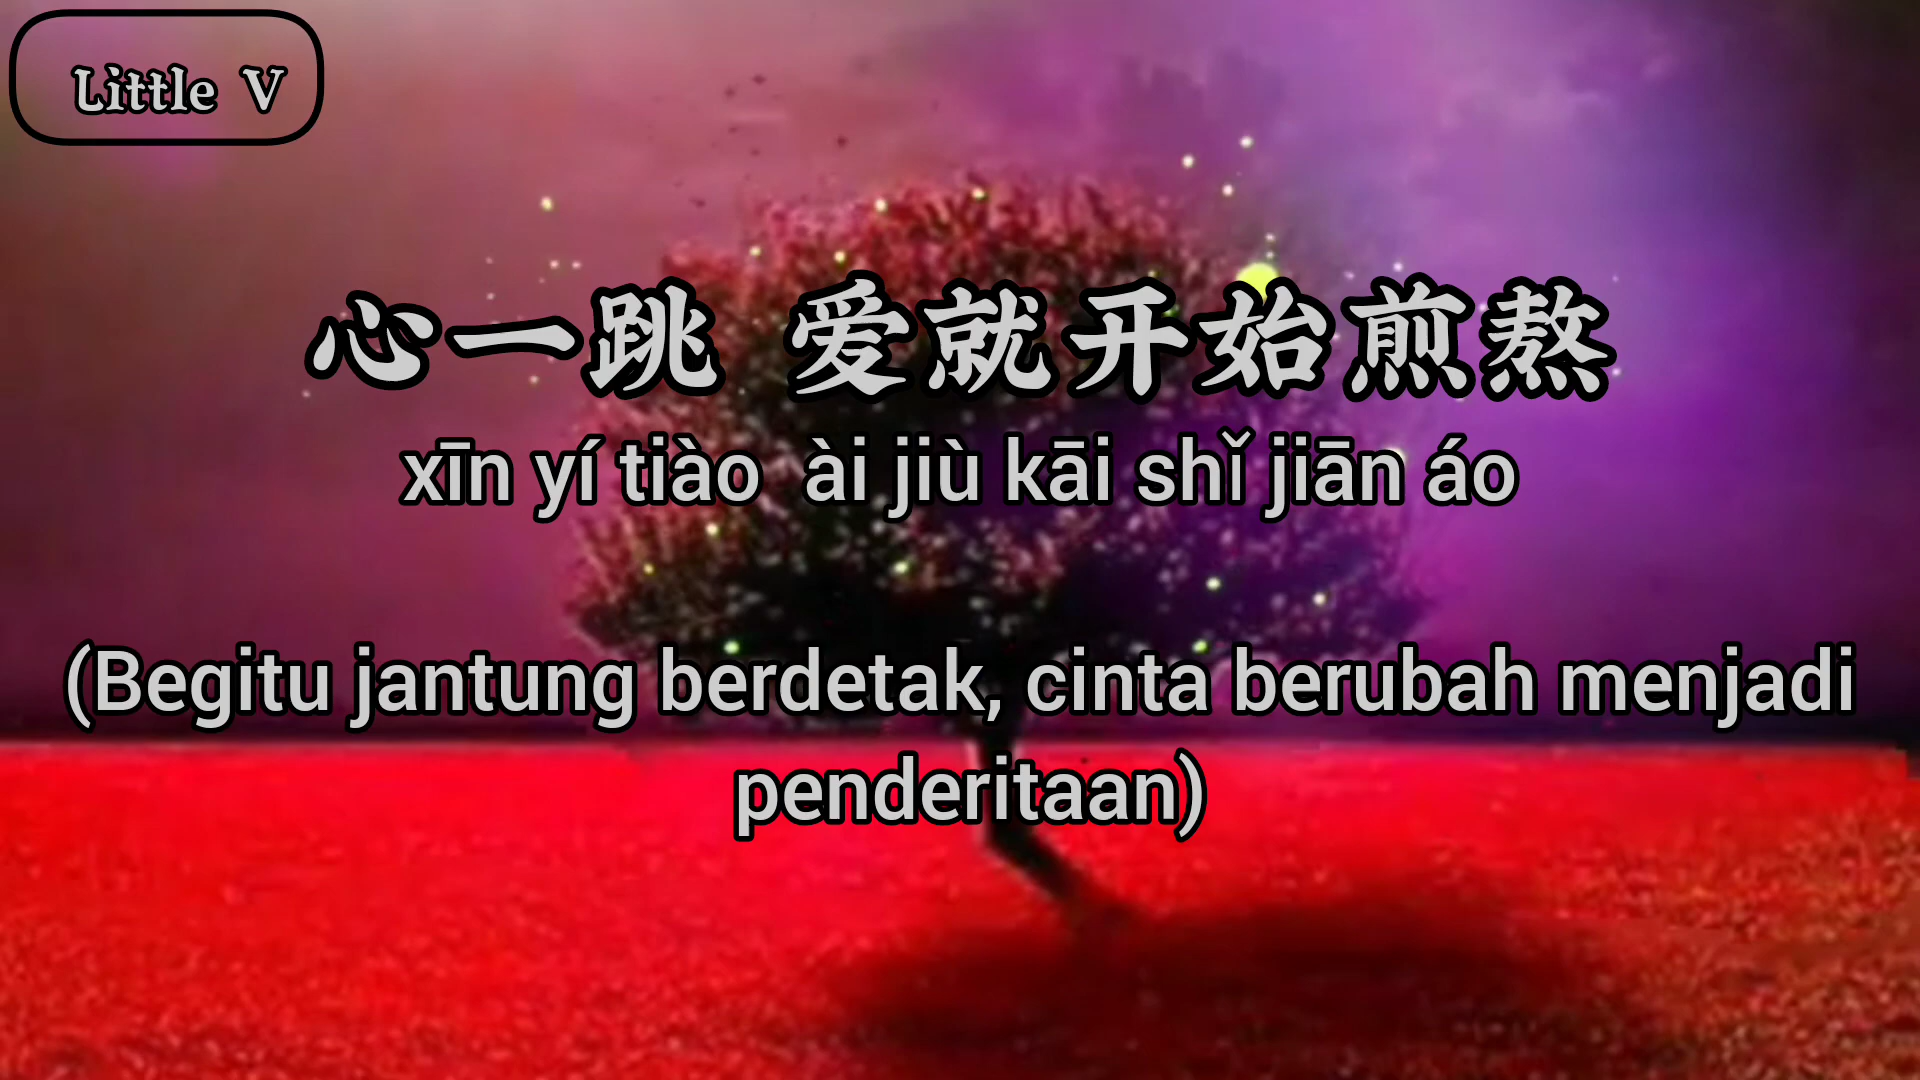 Little V
心一跳 爱就开始煎熬
xīn yí tiào ài jiù kāi shǐ jiān áo
(Begitu jantung berdetak, cinta berubah menjadi
penderitaan)